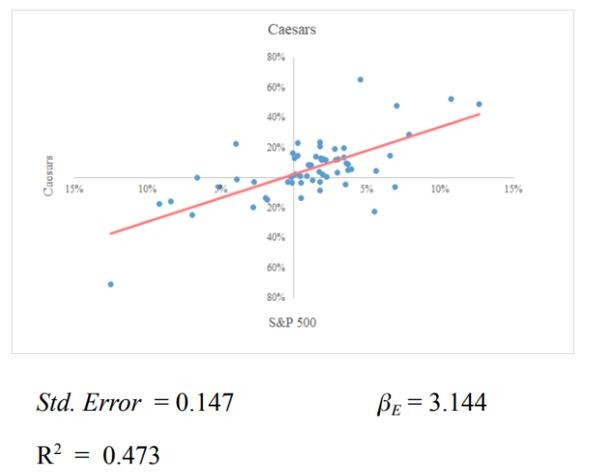 Caesars
80%
60%
40%
20%
Caesars
15% 10% 5% 5% 10% 15%
20%
40%
60%
80%
S&P 500
Std. Error = 0.147 βE = 3.144
R² = 0.473